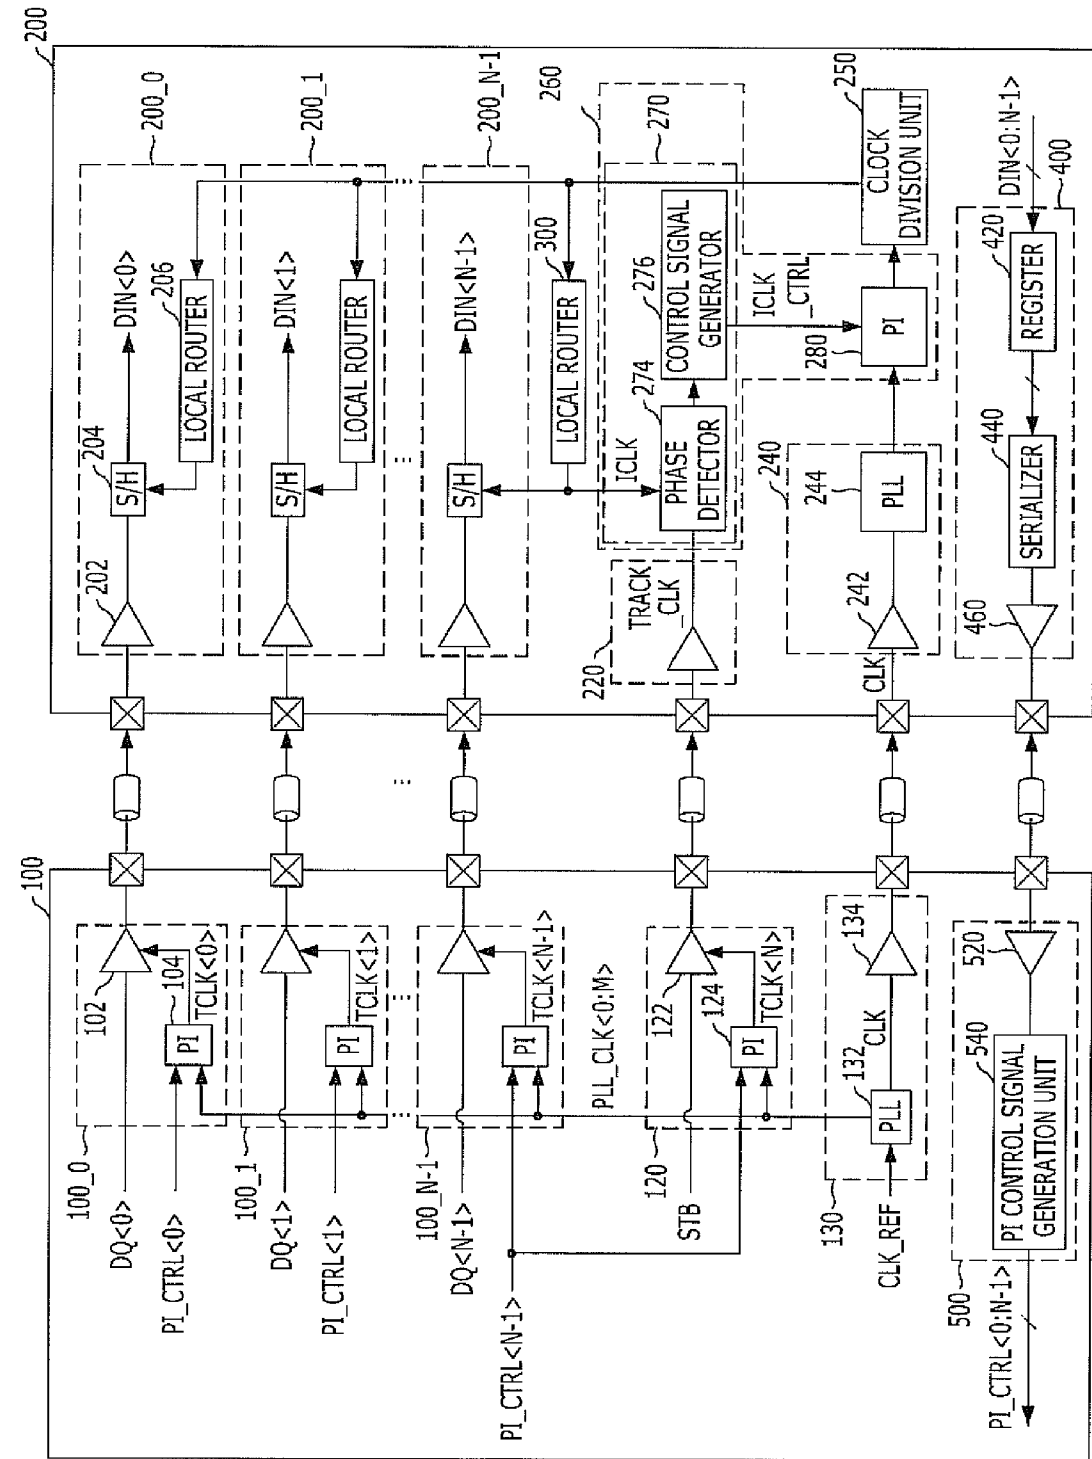 100
200
100_0
DQ<0>
PI_CTRL<0>
102
104
PI
TCLK<0>
202
S/H
204
DIN<0>
LOCAL ROUTER
206
200_0
100_1
DQ<1>
PI_CTRL<1>
PI
TCLK<1>
S/H
DIN<1>
LOCAL ROUTER
200_1
...
...
...
...
...
100_N-1
DQ<N-1>
PI_CTRL<N-1>
PI
TCLK<N-1>
S/H
DIN<N-1>
LOCAL ROUTER
300
200_N-1
PLL_CLK<0:M>
ICLK
260
120
STB
122
124
PI
TCLK<N>
220
TRACK
_CLK
PHASE
DETECTOR
274
CONTROL SIGNAL
GENERATOR
276
270
ICLK
_CTRL
130
CLK_REF
PLL
132
CLK
134
CLK
242
240
244
PLL
280
PI
CLOCK
DIVISION UNIT
250
500
PI_CTRL<0:N-1>
PI CONTROL SIGNAL
GENERATION UNIT
540
520
460
SERIALIZER
440
REGISTER
420
DIN<0:N-1>
400